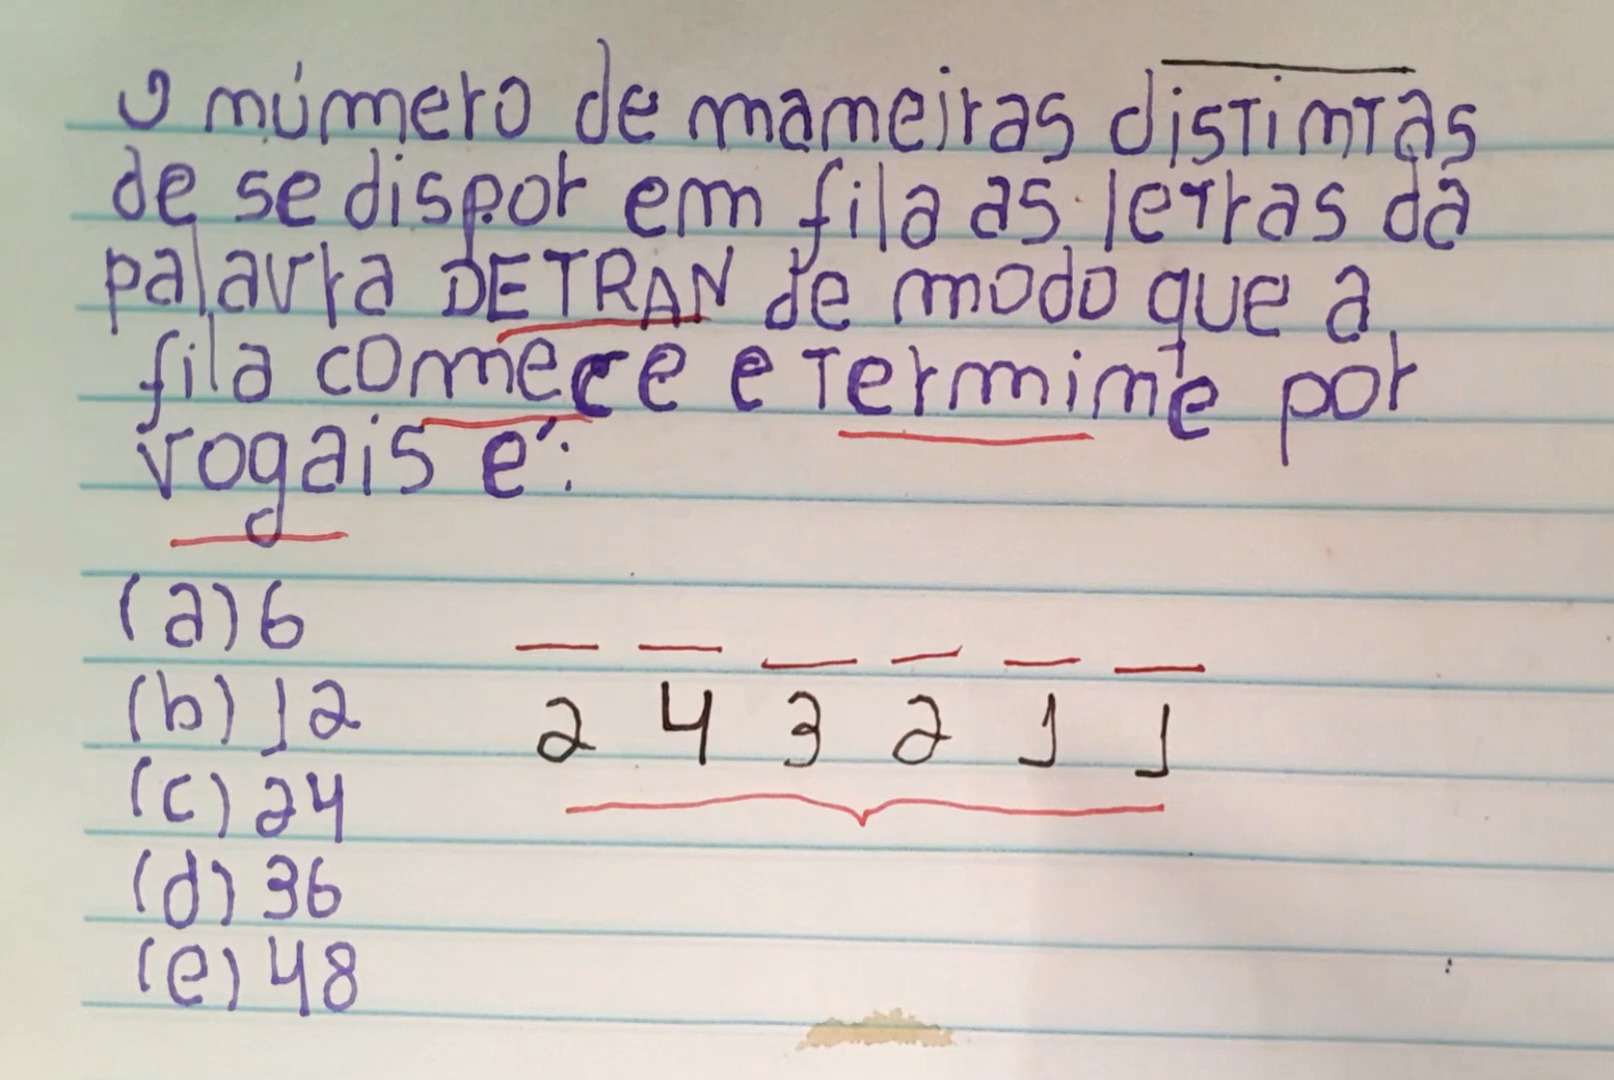 O número de maneiras distintas
de se dispor em fila as letras da
palavra DETRAN de modo que a
fila comece e termine por
vogais é:
(a) 6
(b) 12
(c) 24
(d) 36
(e) 48
2 4 3 2 1 1